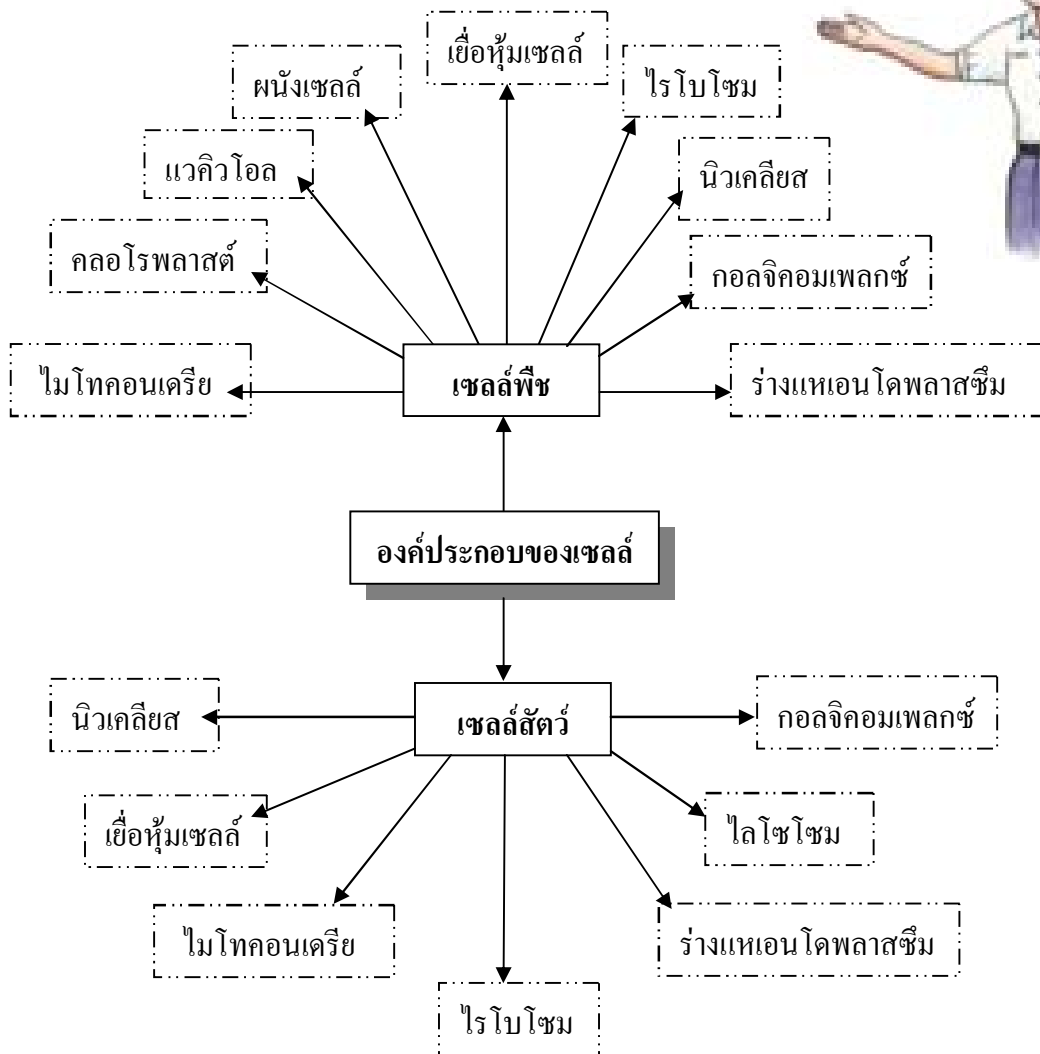 เยื่อหุ้มเซลล์
ผนังเซลล์
ไรโบโซม
แวคิวโอล
นิวเคลียส
คลอโรพลาสต์
กอลจิคอมเพลกซ์
ไมโทคอนเดรีย
เซลล์พืช
ร่างแหเอนโดพลาสซึม
องค์ประกอบของเซลล์
นิวเคลียส
เซลล์สัตว์
กอลจิคอมเพลกซ์
เยื่อหุ้มเซลล์
ไลโซโซม
ไมโทคอนเดรีย
ร่างแหเอนโดพลาสซึม
ไรโบโซม